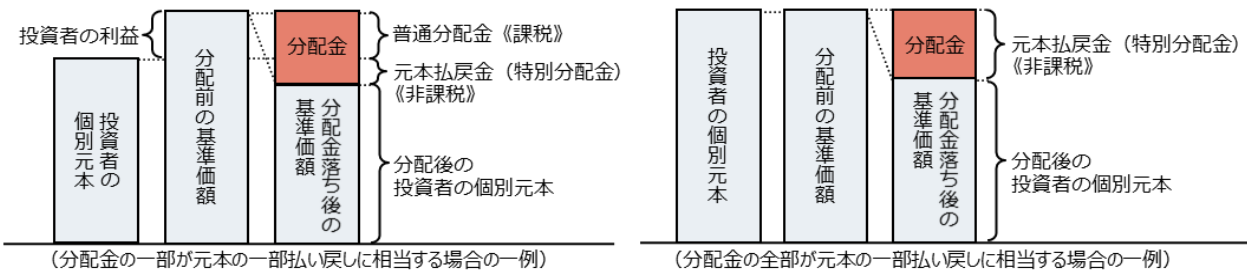 投資者の利益
投資者の
個別元本
分配前の基準価額
分配金
分配金落ち後の
基準価額
普通分配金《課税》
元本払戻金（特別分配金）
《非課税》
分配後の
投資者の個別元本
（分配金の一部が元本の一部払い戻しに相当する場合の一例）
投資者の個別元本
分配前の基準価額
分配金
分配金落ち後の
基準価額
元本払戻金（特別分配金）
《非課税》
分配後の
投資者の個別元本
（分配金の全部が元本の一部払い戻しに相当する場合の一例）